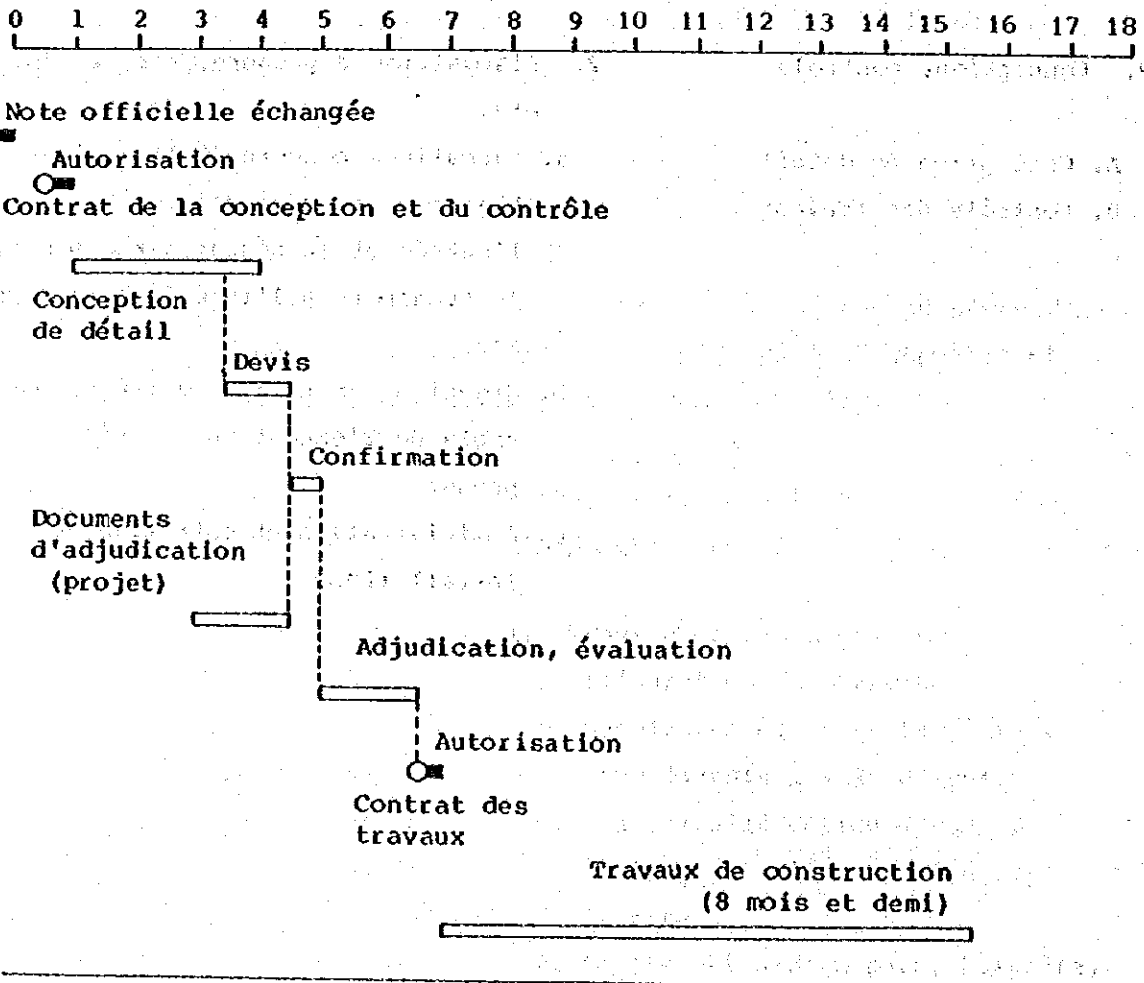 0 1 2 3 4 5 6 7 8 9 10 11 12 13 14 15 16 17 18
Note officielle échangée
Autorisation
Contrat de la conception et du contrôle
Conception
de détail
Devis
Confirmation
Documents
d'adjudication
(projet)
Adjudication, évaluation
Autorisation
Contrat des
travaux
Travaux de construction
(8 mois et demi)